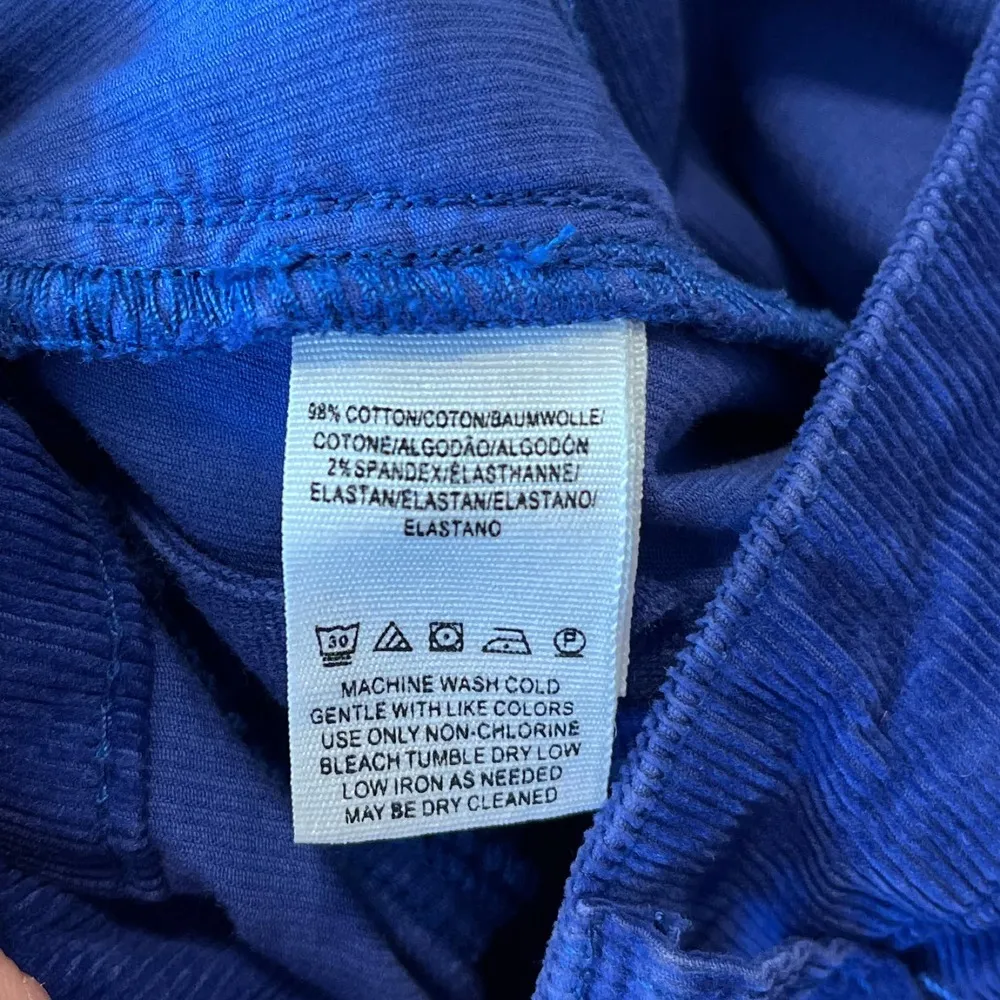 98% COTTON/COTON/BAUMWOLLE/
COTONE/ALGODÃO/ALGODÓN
2% SPANDEX/ÉLASTHANNE/
ELASTAN/ELASTAN/ELASTANO/
ELASTANO
30 P
MACHINE WASH COLD
GENTLE WITH LIKE COLORS
USE ONLY NON-CHLORINE
BLEACH TUMBLE DRY LOW
LOW IRON AS NEEDED
MAY BE DRY CLEANED